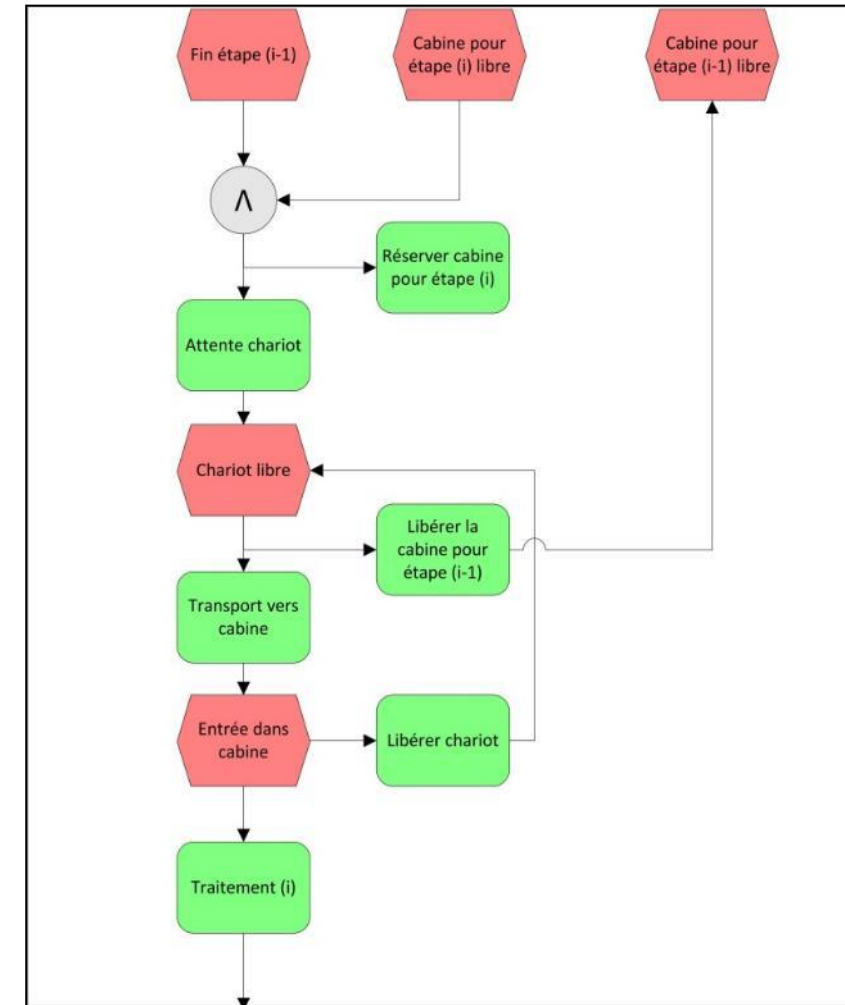 Fin étape (i-1)
Cabine pour
étape (i) libre
Cabine pour
étape (i-1) libre
Λ
Réserver cabine
pour étape (i)
Attente chariot
Chariot libre
Libérer la
cabine pour
étape (i-1)
Transport vers
cabine
Entrée dans
cabine
Libérer chariot
Traitement (i)